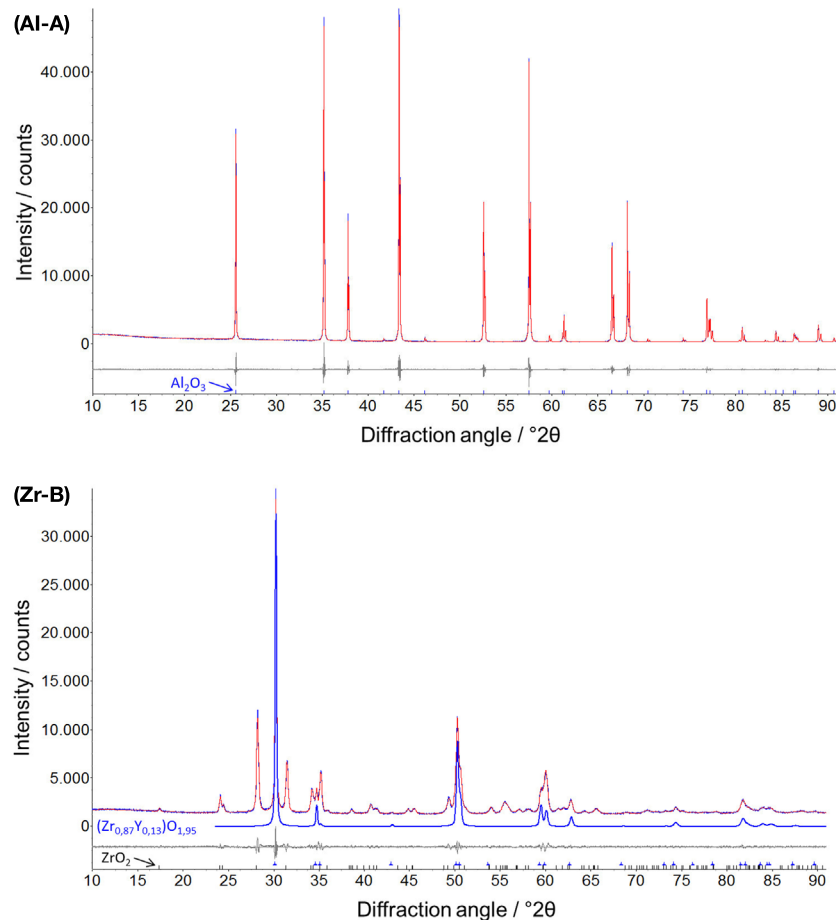 (Al-A)
Intensity / counts
40.000
30.000
20.000
10.000
0
Al₂O₃
10 15 20 25 30 35 40 45 50 55 60 65 70 75 80 85 90
Diffraction angle / °2θ
(Zr-B)
Intensity / counts
30.000
25.000
20.000
15.000
10.000
5.000
0
(Zr₀,₈₇Y₀,₁₃)O₁,₉₅
ZrO₂
10 15 20 25 30 35 40 45 50 55 60 65 70 75 80 85 90
Diffraction angle / °2θ